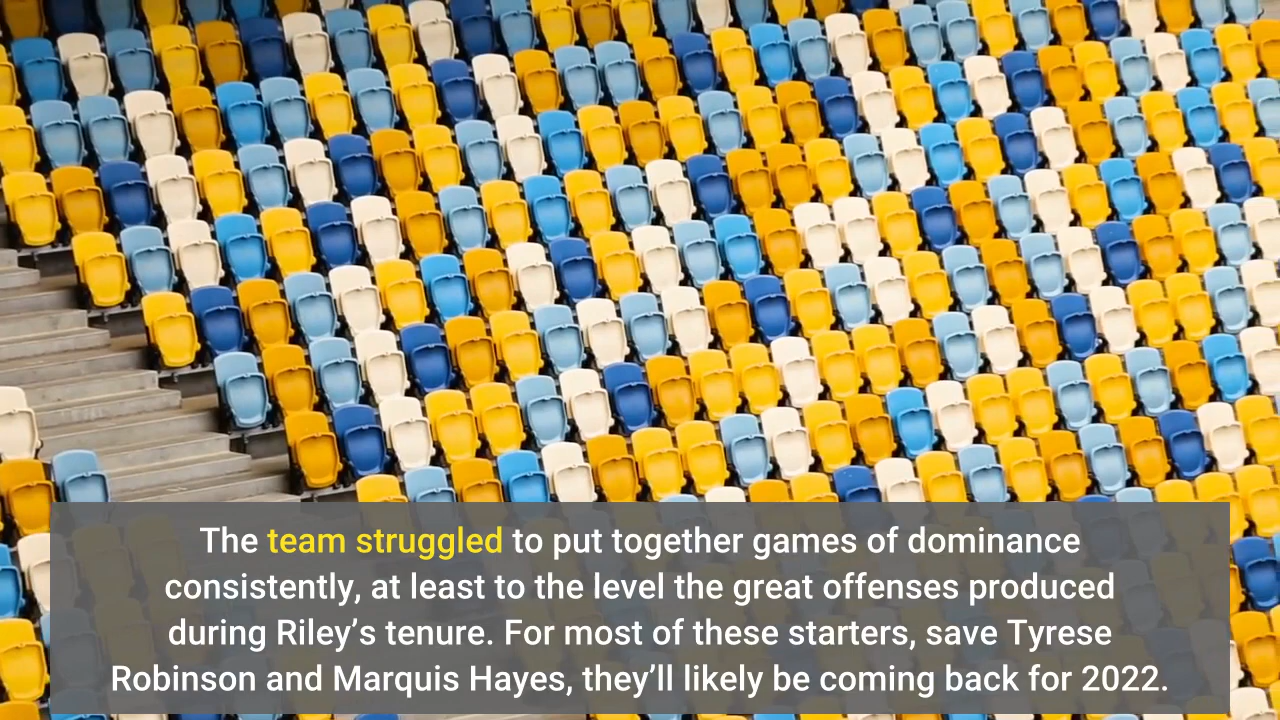 The team struggled to put together games of dominance
consistently, at least to the level the great offenses produced
during Riley’s tenure. For most of these starters, save Tyrese
Robinson and Marquis Hayes, they’ll likely be coming back for 2022.